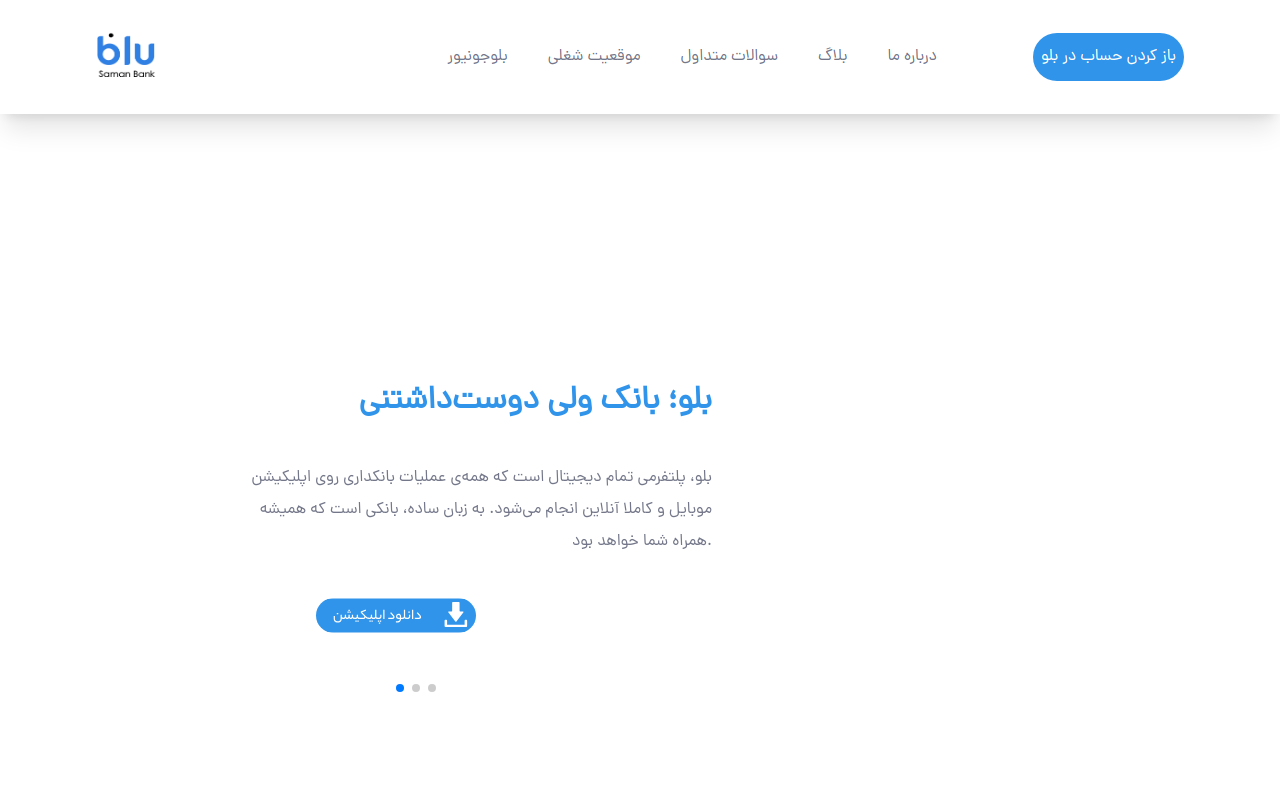 blu
Saman Bank
باز کردن حساب در بلو
درباره ما
بلاگ
سوالات متداول
موقعیت شغلی
بلوجونیور
بلو؛ بانک ولی دوست‌داشتنی
بلو، پلتفرمی تمام دیجیتال است که همه‌ی عملیات بانکداری روی اپلیکیشن
موبایل و کاملا آنلاین انجام می‌شود. به زبان ساده، بانکی است که همیشه
.همراه شما خواهد بود
دانلود اپلیکیشن